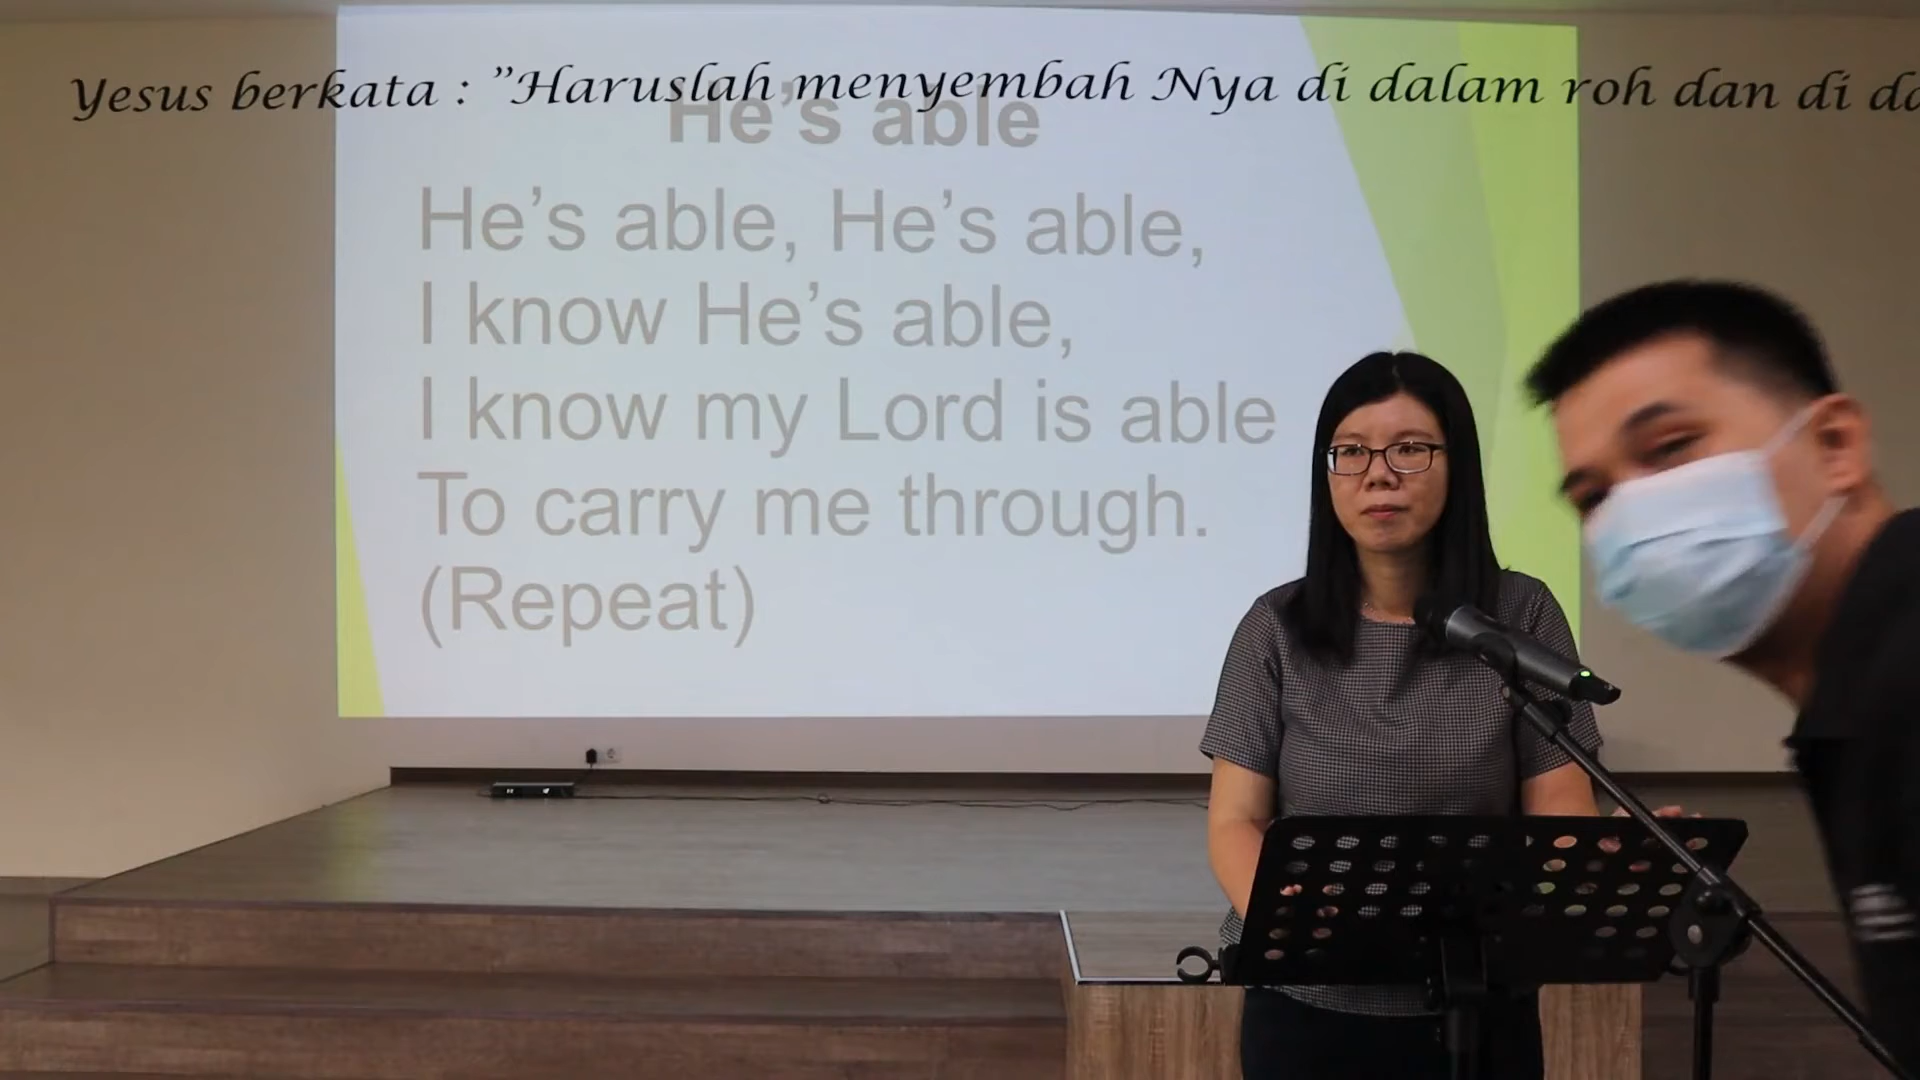 Yesus berkata : "Haruslah menyembah Nya di dalam roh dan di
He's able
He's able, He's able,
I know He's able,
I know my Lord is able
To carry me through.
(Repeat)